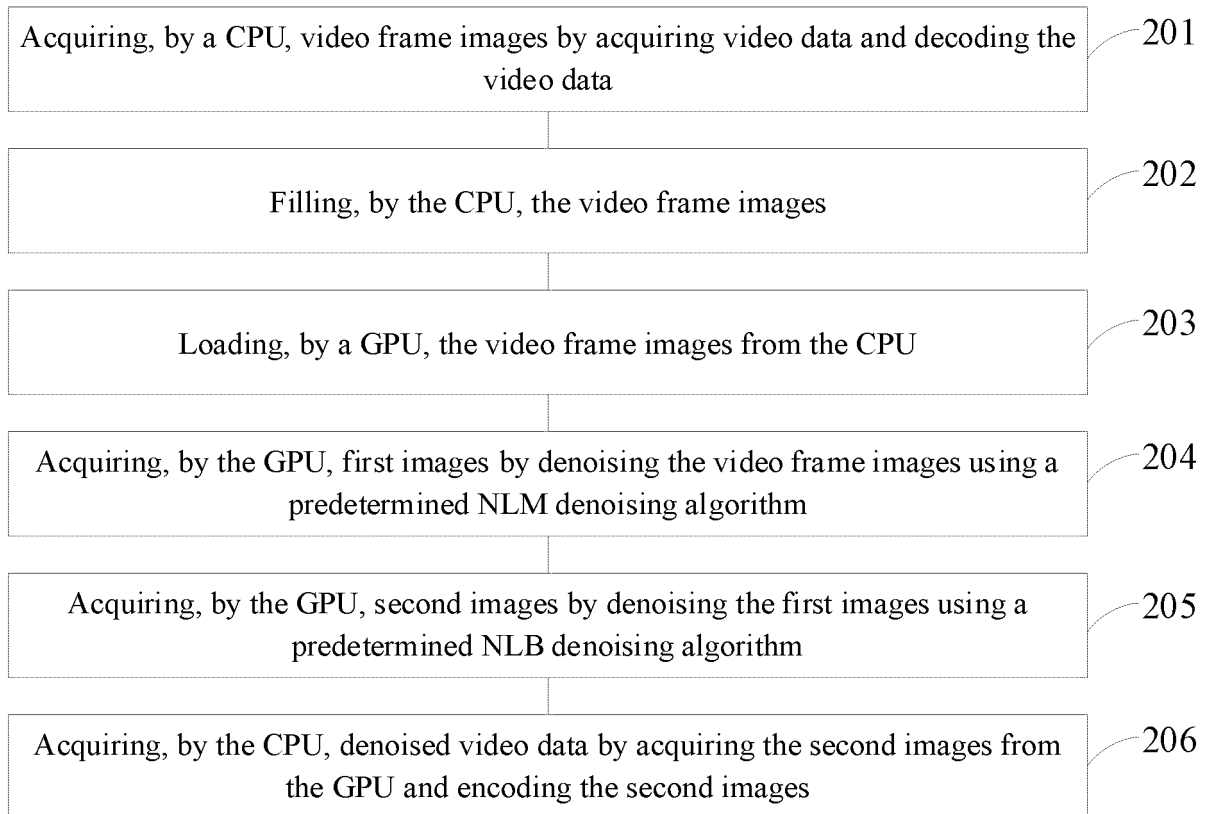 Acquiring, by a CPU, video frame images by acquiring video data and decoding the
video data
201
Filling, by the CPU, the video frame images
202
Loading, by a GPU, the video frame images from the CPU
203
Acquiring, by the GPU, first images by denoising the video frame images using a
predetermined NLM denoising algorithm
204
Acquiring, by the GPU, second images by denoising the first images using a
predetermined NLB denoising algorithm
205
Acquiring, by the CPU, denoised video data by acquiring the second images from
the GPU and encoding the second images
206